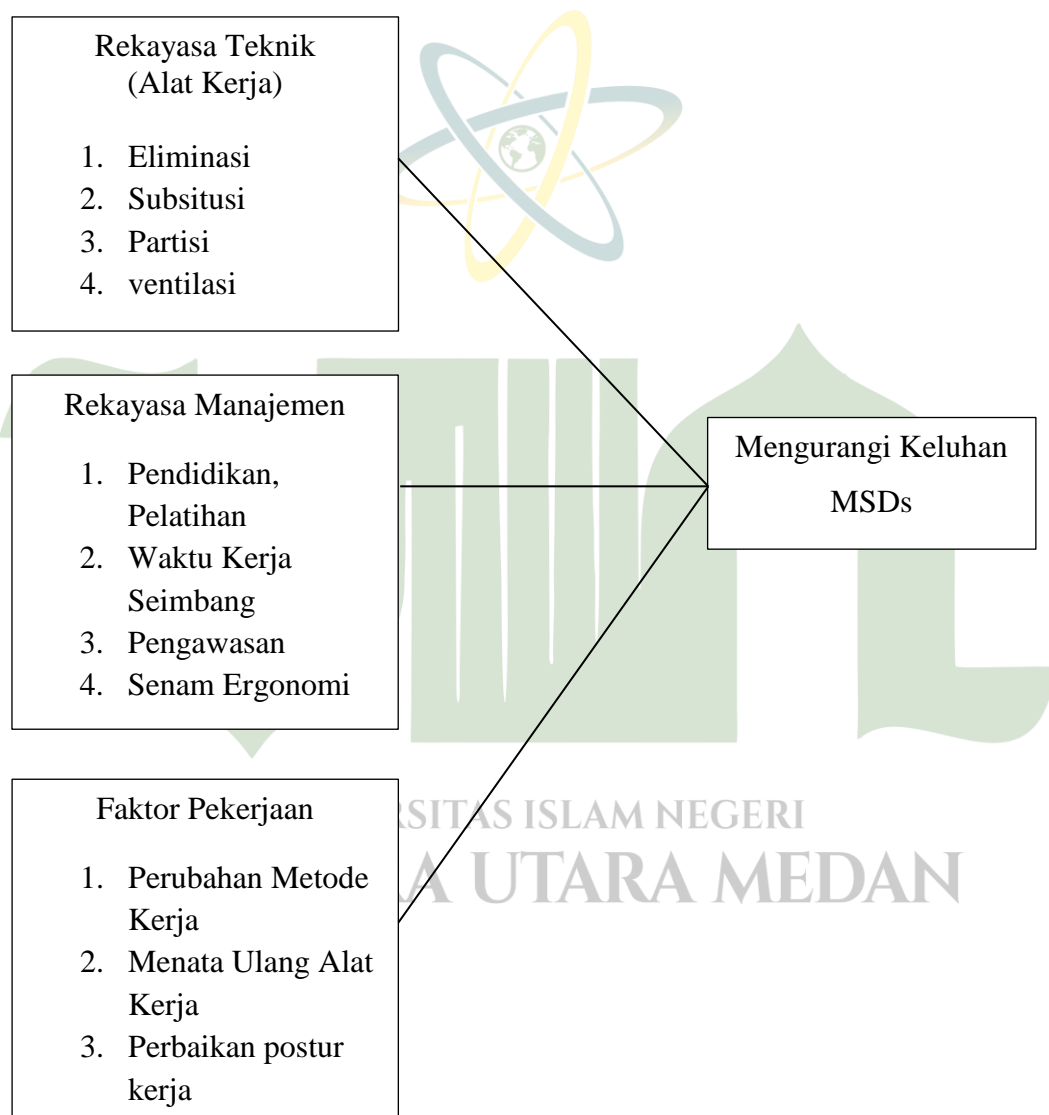 Rekayasa Teknik
(Alat Kerja)
1. Eliminasi
2. Subsitusi
3. Partisi
4. ventilasi
Rekayasa Manajemen
1. Pendidikan,
Pelatihan
2. Waktu Kerja
Seimbang
3. Pengawasan
4. Senam Ergonomi
Faktor Pekerjaan
1. Perubahan Metode
Kerja
2. Menata Ulang Alat
Kerja
3. Perbaikan postur
kerja
Mengurangi Keluhan
MSDs
ISLAM NEGERI
UTARA MEDAN